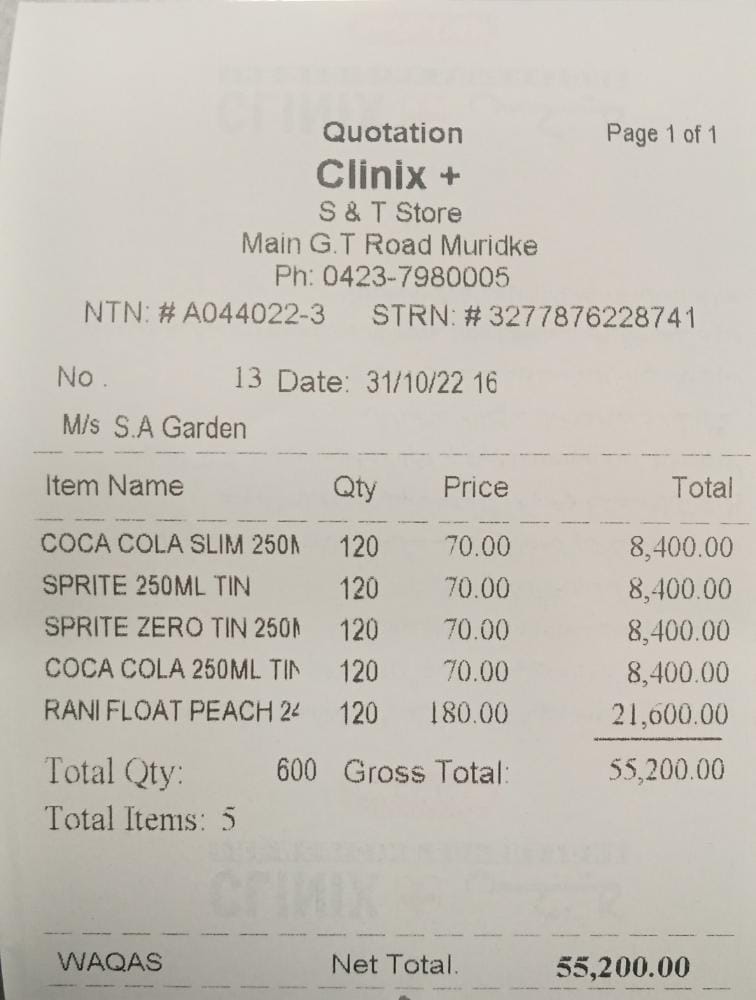 Quotation Page 1 of 1
Clinix +
S & T Store
Main G.T Road Muridke
Ph: 0423-7980005
NTN: # A044022-3 STRN: # 3277876228741
No . 13 Date: 31/10/22 16
M/s S.A Garden
Item Name Qty Price Total
COCA COLA SLIM 250M 120 70.00 8,400.00
SPRITE 250ML TIN 120 70.00 8,400.00
SPRITE ZERO TIN 250M 120 70.00 8,400.00
COCA COLA 250ML TIN 120 70.00 8,400.00
RANI FLOAT PEACH 24 120 180.00 21,600.00
Total Qty: 600 Gross Total: 55,200.00
Total Items: 5
WAQAS Net Total. 55,200.00